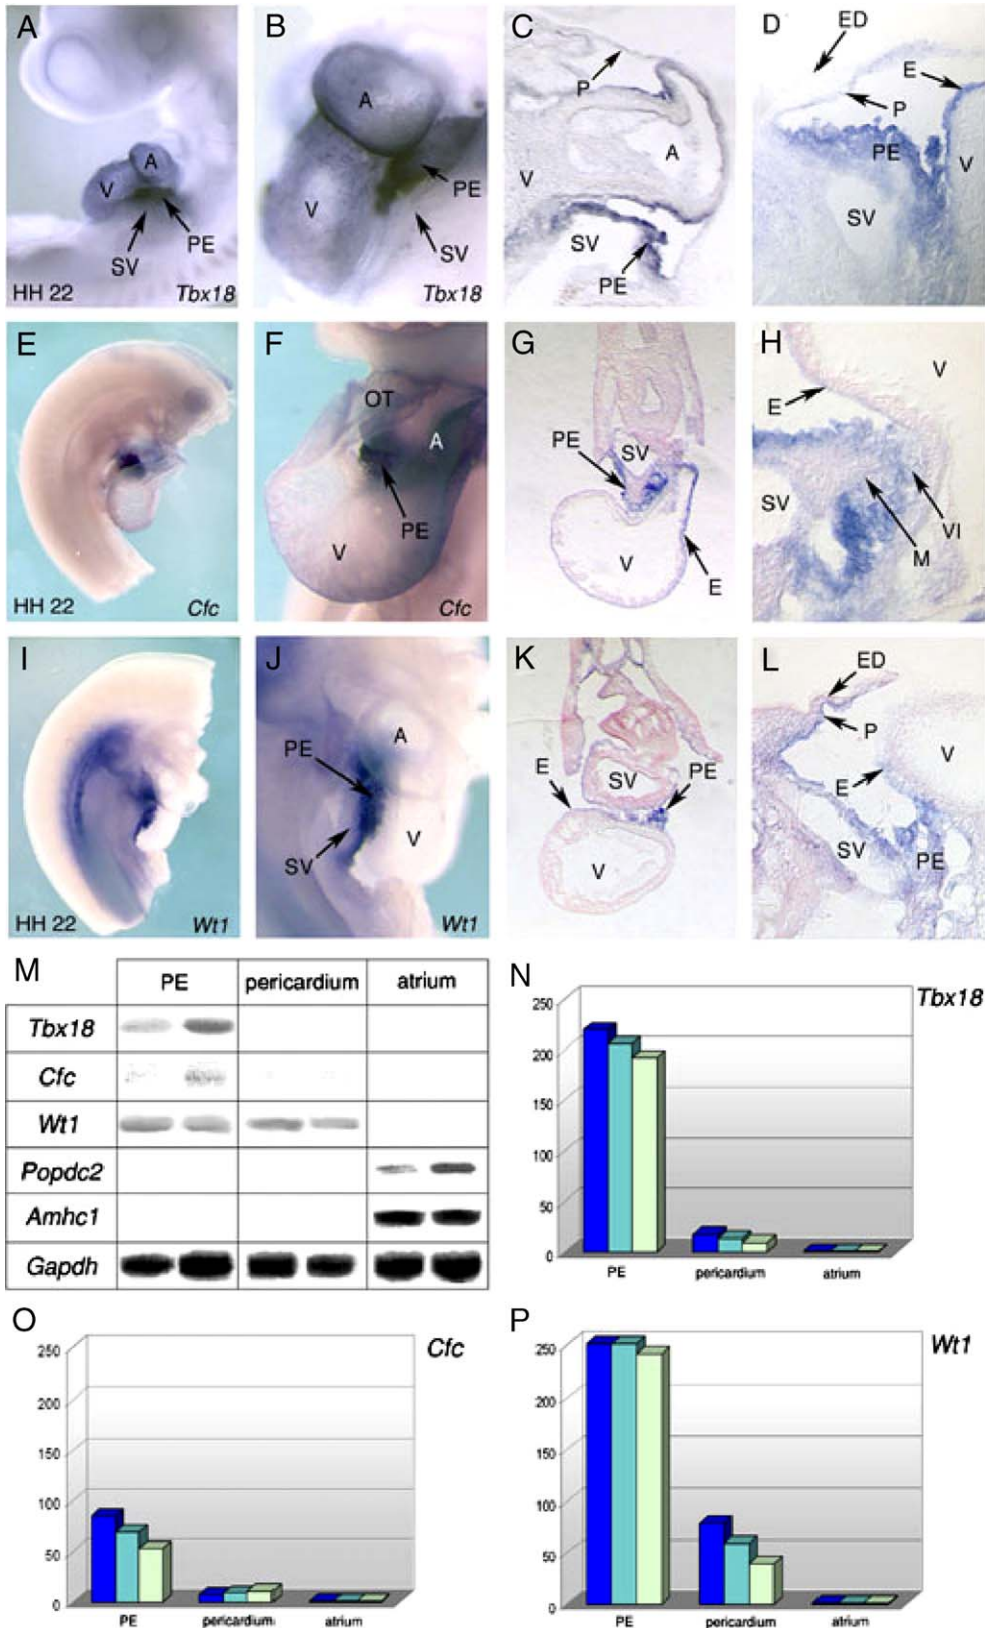 A
A
V
SV
PE
HH 22
Tbx18
B
A
V
PE
SV
Tbx18
C
P
A
V
SV
PE
D
ED
E
P
PE
V
SV
E
HH 22
Cfc
F
OT
A
PE
V
Cfc
G
PE
SV
V
E
H
V
E
SV
VI
M
I
HH 22
Wt1
J
A
PE
V
SV
Wt1
K
E
SV
PE
V
L
ED
P
V
E
SV
PE
M
PE pericardium atrium
Tbx18
Cfc
Wt1
Popdc2
Amhc1
Gapdh
N
Tbx18
250
200
150
100
50
0
PE pericardium atrium
O
Cfc
250
200
150
100
50
0
PE pericardium atrium
P
Wt1
250
200
150
100
50
0
PE pericardium atrium